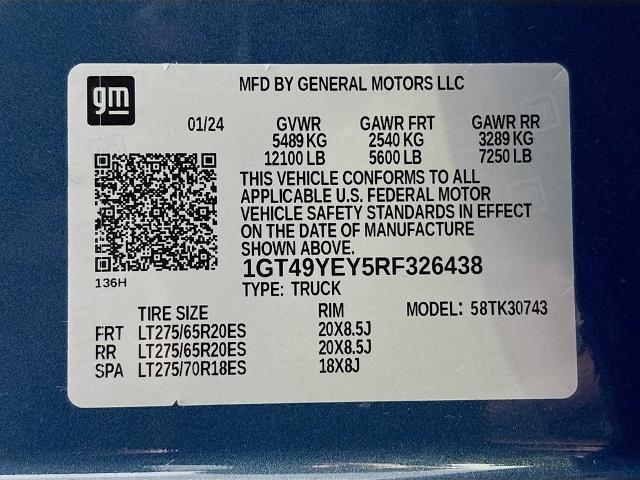 gm
MFD BY GENERAL MOTORS LLC
01/24 GVWR GAWR FRT GAWR RR
5489 KG 2540 KG 3289 KG
12100 LB 5600 LB 7250 LB
THIS VEHICLE CONFORMS TO ALL
APPLICABLE U.S. FEDERAL MOTOR
VEHICLE SAFETY STANDARDS IN EFFECT
ON THE DATE OF MANUFACTURE
SHOWN ABOVE.
136H
1GT49YEY5RF326438
TYPE: TRUCK
TIRE SIZE RIM MODEL: 58TK30743
FRT LT275/65R20ES 20X8.5J
RR LT275/65R20ES 20X8.5J
SPA LT275/70R18ES 18X8J